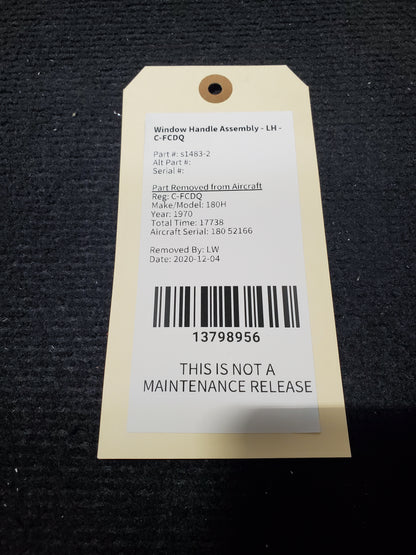 Window Handle Assembly - LH -
C-FCDQ
Part #: s1483-2
Alt Part #:
Serial #:
Part Removed from Aircraft
Reg: C-FCDQ
Make/Model: 180H
Year: 1970
Total Time: 17738
Aircraft Serial: 180 52166
Removed By: LW
Date: 2020-12-04
13798956
THIS IS NOT A
MAINTENANCE RELEASE